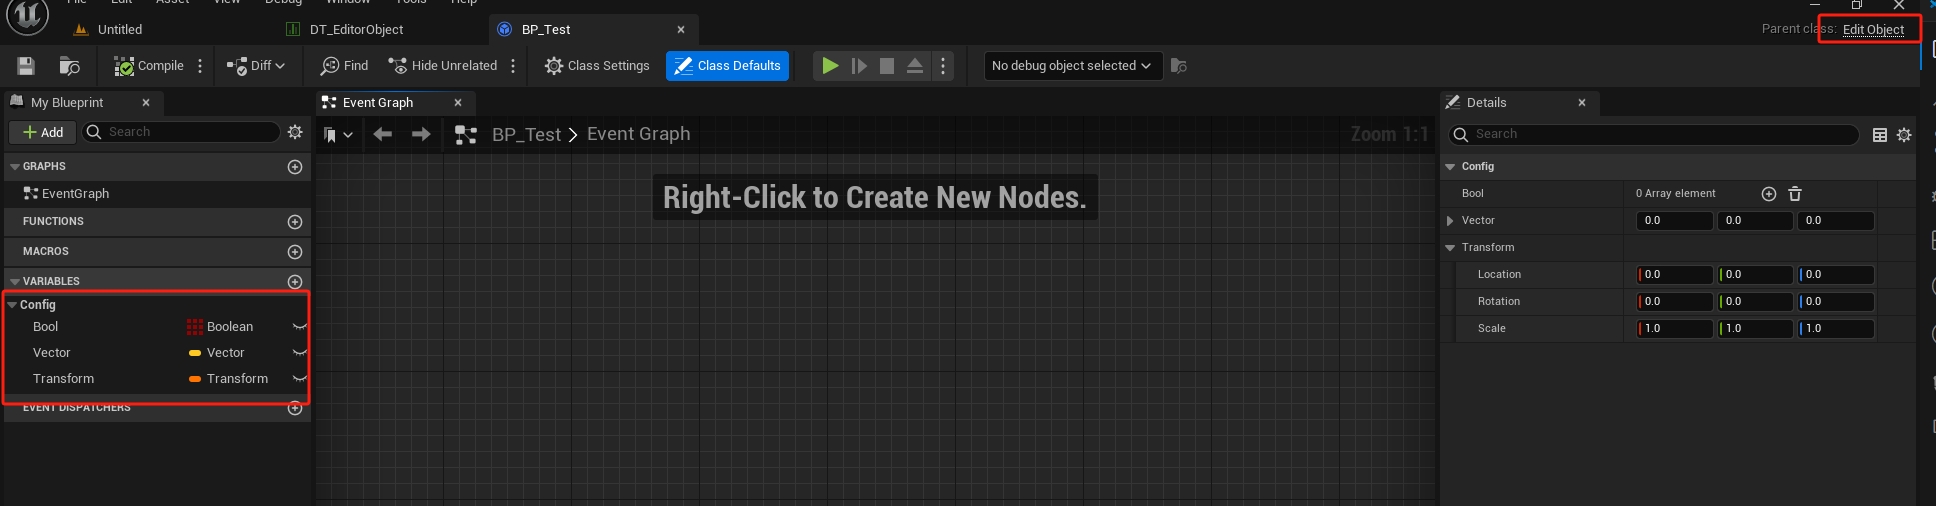 File Edit Asset View Debug Window Tools Help
Untitled DT_EditorObject BP_Test Parent class: Edit Object
Compile Diff Find Hide Unrelated Class Settings Class Defaults No debug object selected
My Blueprint Event Graph Details
Add Search BP_Test > Event Graph Zoom 1:1 Search
GRAPHS Config
EventGraph Right-Click to Create New Nodes. Bool 0 Array element
FUNCTIONS Vector 0.0 0.0 0.0
MACROS Transform
VARIABLES Location 0.0 0.0 0.0
Config Rotation 0.0 0.0 0.0
Bool Boolean Scale 1.0 1.0 1.0
Vector Vector
Transform Transform
EVENT DISPATCHERS